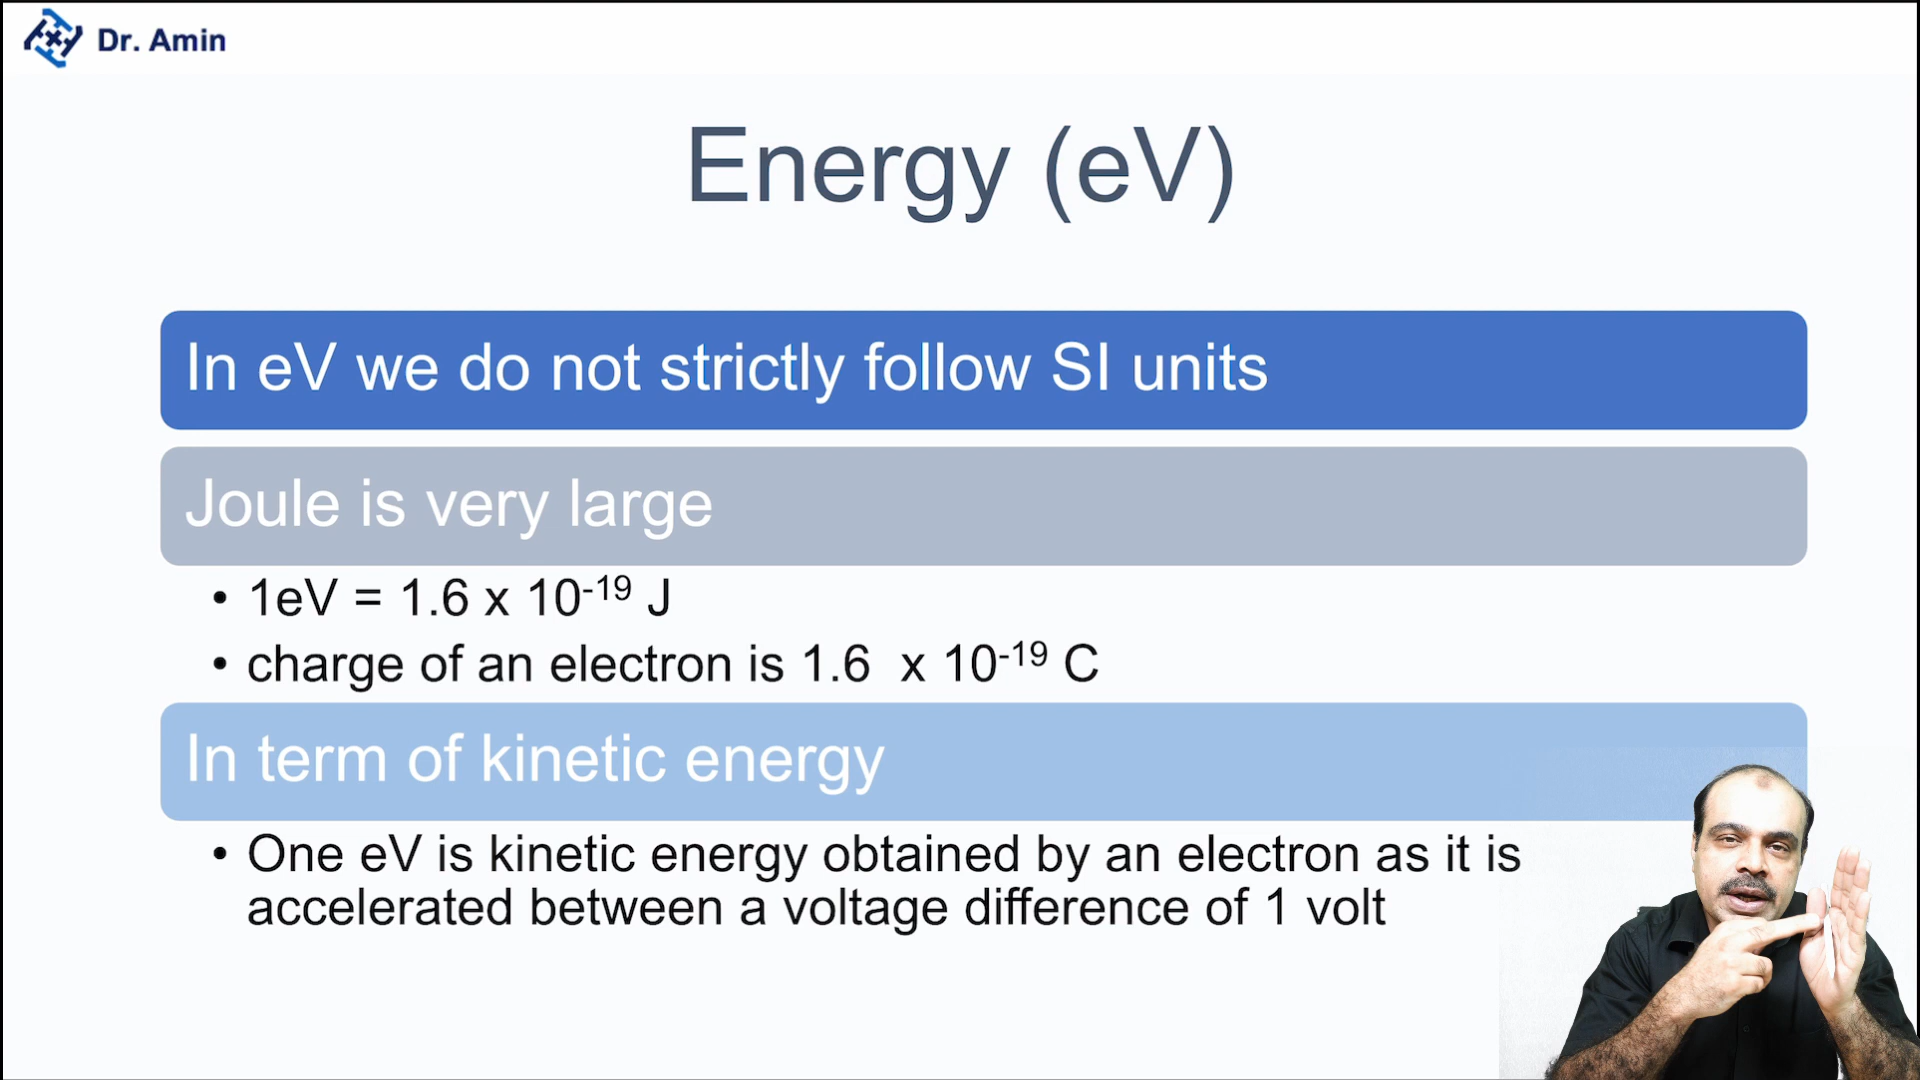 Dr. Amin
Energy (eV)
In eV we do not strictly follow SI units
Joule is very large
• 1eV = 1.6 x 10⁻¹⁹ J
• charge of an electron is 1.6  x 10⁻¹⁹ C
In term of kinetic energy
• One eV is kinetic energy obtained by an electron as it is
accelerated between a voltage difference of 1 volt